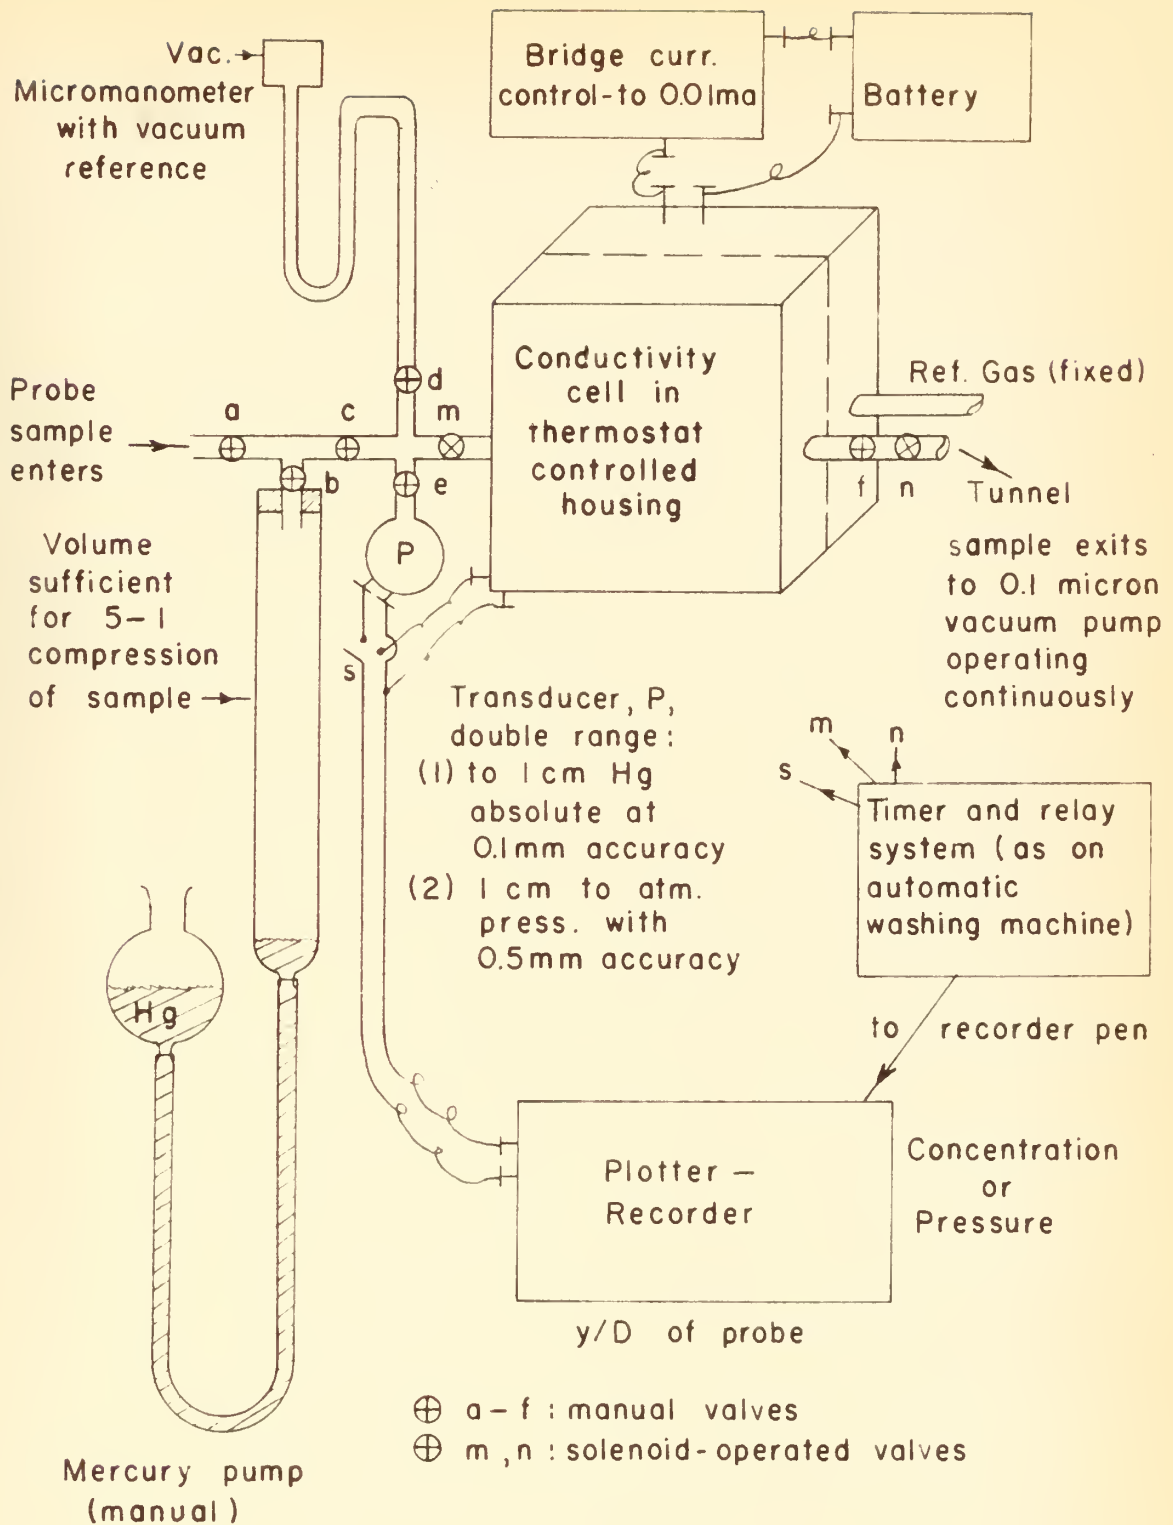 Vac.
Micromanometer
with vacuum
reference
Bridge curr.
control-to 0.01ma
Battery
Probe
sample
enters
a
c
d
m
b
e
P
Conductivity
cell in
thermostat
controlled
housing
Ref. Gas (fixed)
f
n
Tunnel
sample exits
to 0.1 micron
vacuum pump
operating
continuously
Volume
sufficient
for 5-1
compression
of sample
s
Transducer, P,
double range:
(1) to 1 cm Hg
absolute at
0.1mm accuracy
(2) 1 cm to atm.
press. with
0.5mm accuracy
m
n
s
Timer and relay
system (as on
automatic
washing machine)
to recorder pen
Hg
Plotter —
Recorder
Concentration
or
Pressure
y/D of probe
⊕ a-f : manual valves
⊕ m,n : solenoid-operated valves
Mercury pump
(manual)